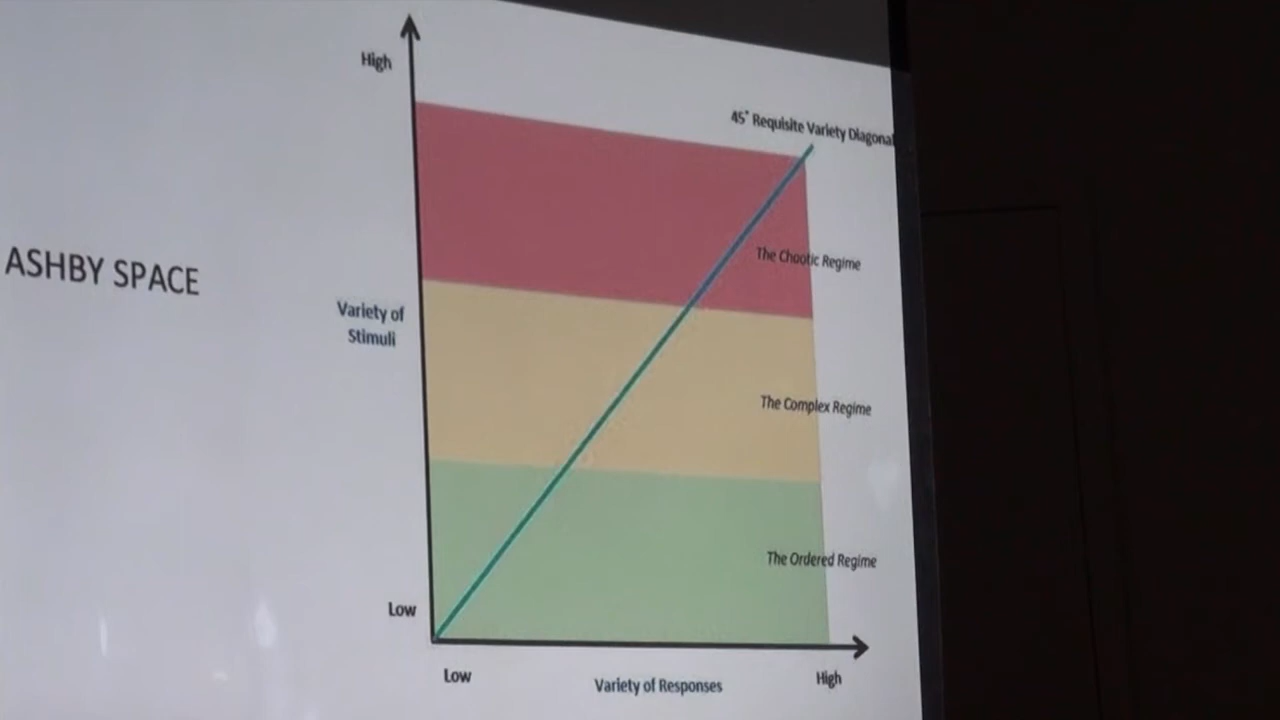 High
45° Requisite Variety Diagonal
ASHBY SPACE
The Chaotic Regime
Variety of
Stimuli
The Complex Regime
The Ordered Regime
Low
Low
Variety of Responses
High